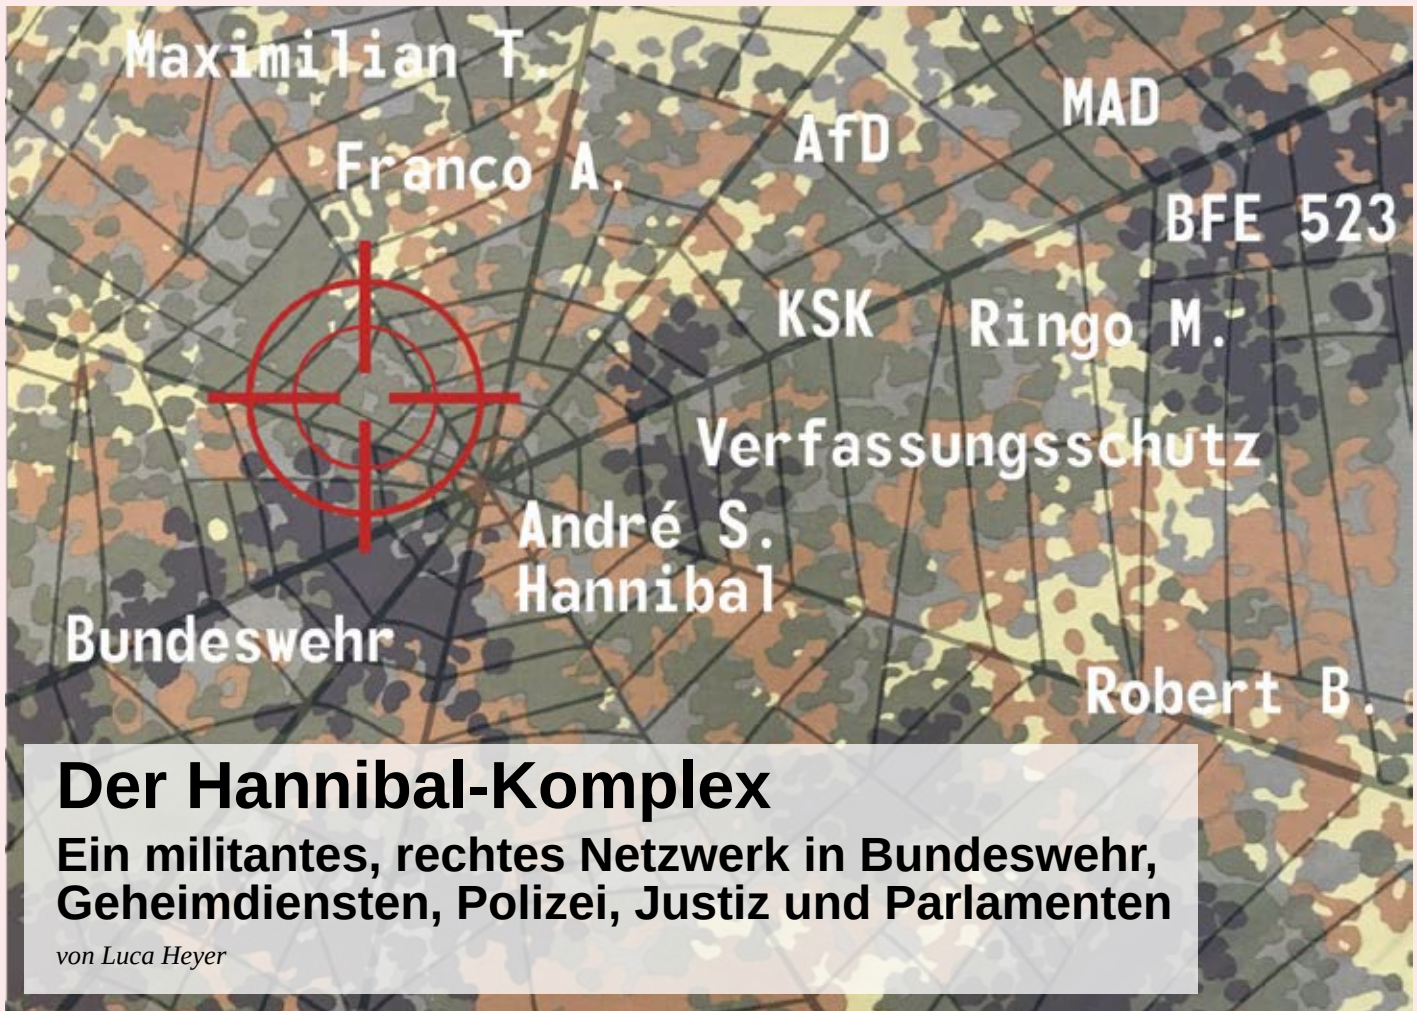 Maximilian T.
MAD
AfD
Franco A.
BFE 523
KSK
Ringo M.
Verfassungsschutz
André S.
Hannibal
Bundeswehr
Robert B.
Der Hannibal-Komplex
Ein militantes, rechtes Netzwerk in Bundeswehr,
Geheimdiensten, Polizei, Justiz und Parlamenten
von Luca Heyer